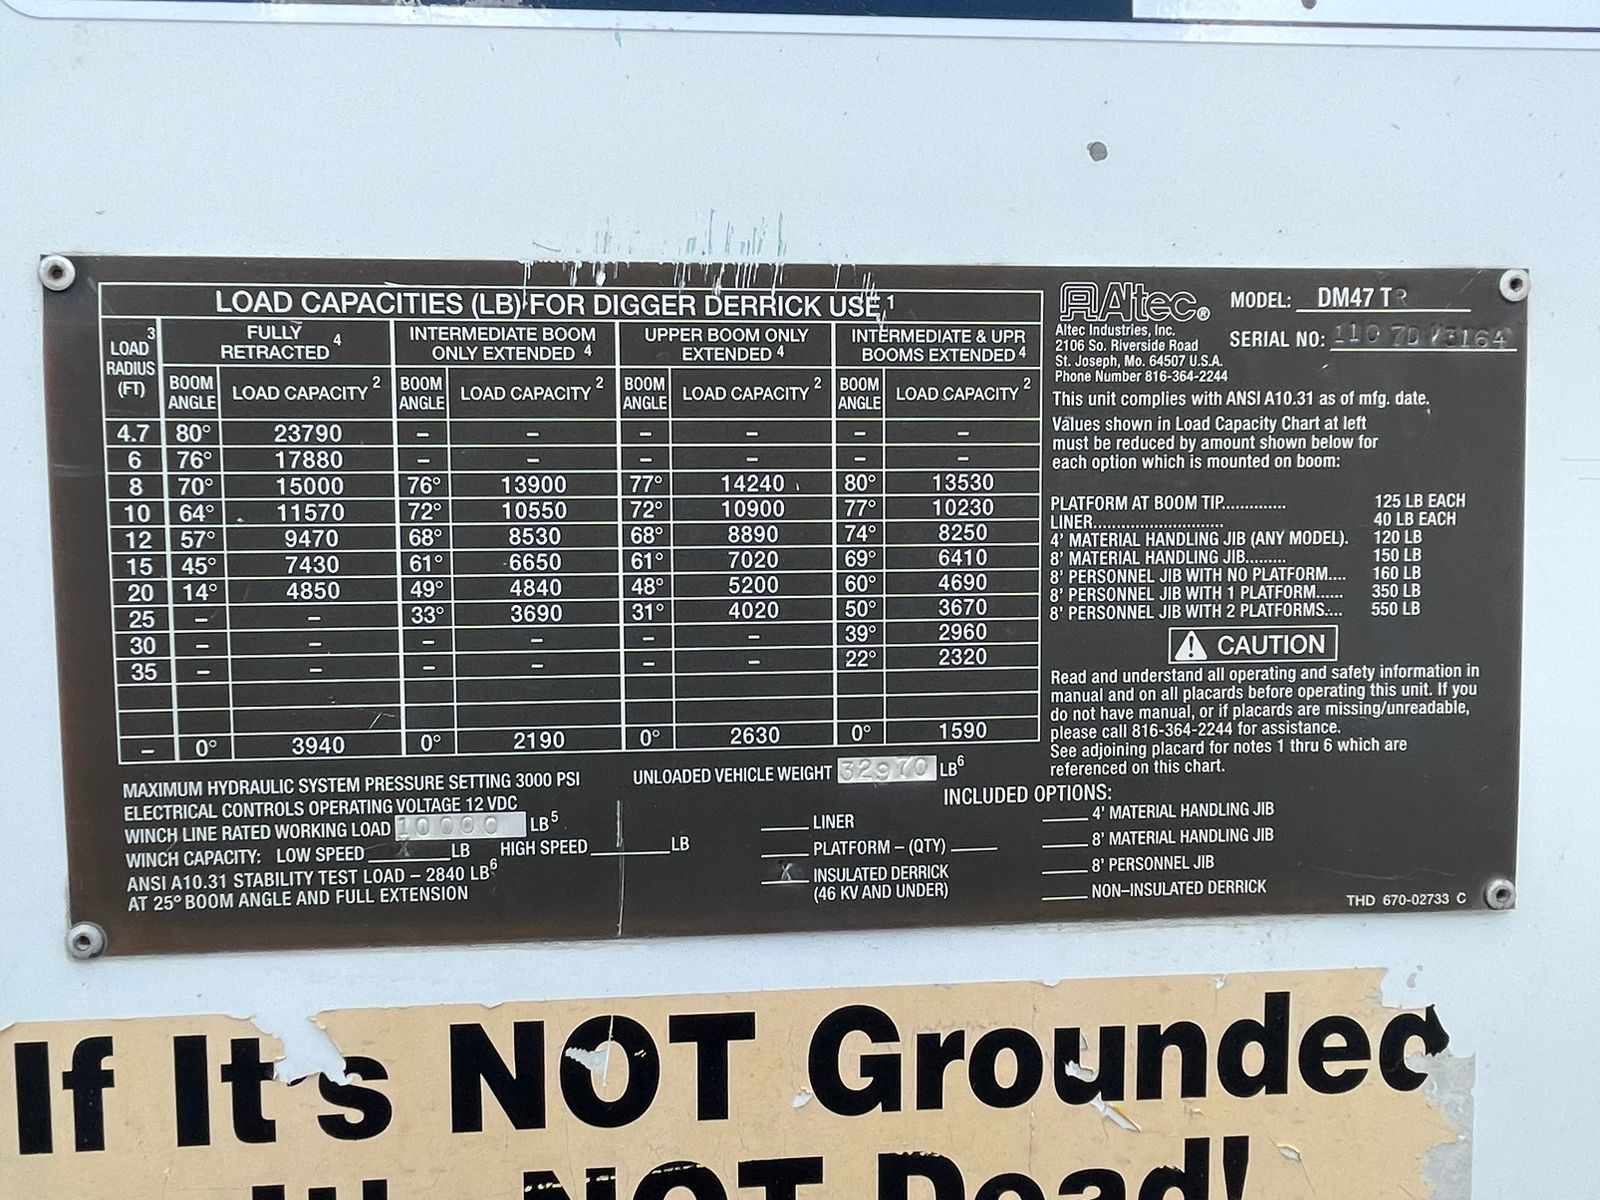 LOAD CAPACITIES (LB) FOR DIGGER DERRICK USE 1
3
LOAD RADIUS (FT)
FULLY RETRACTED 4
INTERMEDIATE BOOM ONLY EXTENDED 4
UPPER BOOM ONLY EXTENDED 4
INTERMEDIATE & UPR BOOMS EXTENDED 4
BOOM ANGLE LOAD CAPACITY 2 BOOM ANGLE LOAD CAPACITY 2 BOOM ANGLE LOAD CAPACITY 2 BOOM ANGLE LOAD CAPACITY 2
4.7 80° 23790 – – – – – –
6 76° 17880 – – – – – –
8 70° 15000 76° 13900 77° 14240 80° 13530
10 64° 11570 72° 10550 72° 10900 77° 10230
12 57° 9470 68° 8530 68° 8890 74° 8250
15 45° 7430 61° 6650 61° 7020 69° 6410
20 14° 4850 49° 4840 48° 5200 60° 4690
25 – – 33° 3690 31° 4020 50° 3670
30 – – – – – – 39° 2960
35 – – – – – – 22° 2320
– 0° 3940 0° 2190 0° 2630 0° 1590
MAXIMUM HYDRAULIC SYSTEM PRESSURE SETTING 3000 PSI
ELECTRICAL CONTROLS OPERATING VOLTAGE 12 VDC
WINCH LINE RATED WORKING LOAD 10000 LB5
WINCH CAPACITY: LOW SPEED LB HIGH SPEED LB
ANSI A10.31 STABILITY TEST LOAD – 2840 LB6
AT 25° BOOM ANGLE AND FULL EXTENSION
UNLOADED VEHICLE WEIGHT 32970 LB6
Altec®
Altec Industries, Inc.
2106 So. Riverside Road
St. Joseph, Mo. 64507 U.S.A.
Phone Number 816-364-2244
MODEL: DM47 TR
SERIAL NO:
This unit complies with ANSI A10.31 as of mfg. date.
Values shown in Load Capacity Chart at left
must be reduced by amount shown below for
each option which is mounted on boom:
PLATFORM AT BOOM TIP.............. 125 LB EACH
LINER........................... 40 LB EACH
4' MATERIAL HANDLING JIB (ANY MODEL). 120 LB
8' MATERIAL HANDLING JIB......... 150 LB
8' PERSONNEL JIB WITH NO PLATFORM.... 160 LB
8' PERSONNEL JIB WITH 1 PLATFORM...... 350 LB
8' PERSONNEL JIB WITH 2 PLATFORMS.... 550 LB
CAUTION
Read and understand all operating and safety information in
manual and on all placards before operating this unit. If you
do not have manual, or if placards are missing/unreadable,
please call 816-364-2244 for assistance.
See adjoining placard for notes 1 thru 6 which are
referenced on this chart.
INCLUDED OPTIONS:
LINER
PLATFORM – (QTY)
X INSULATED DERRICK
(46 KV AND UNDER)
4' MATERIAL HANDLING JIB
8' MATERIAL HANDLING JIB
8' PERSONNEL JIB
NON–INSULATED DERRICK
THD 670-02733 C
If It's NOT Grounded
NOT Dead!